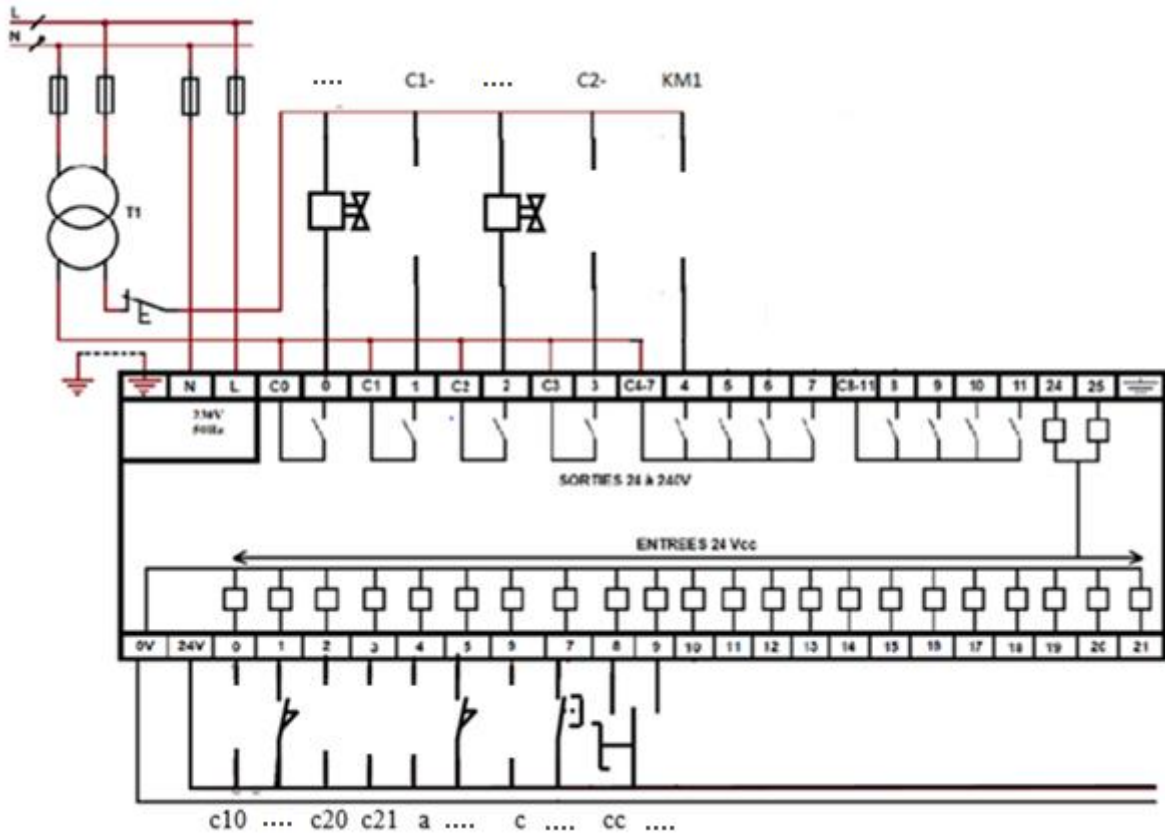 L
N
.... C1- .... C2- KM1
T1
E
N L C0 0 C1 1 C2 2 C3 3 C4-7 4 5 6 7 C8-11 8 9 10 11 24 25
230V
50Hz
SORTIES 24 à 240V
ENTREES 24 Vcc
0V 24V 0 1 2 3 4 5 6 7 8 9 10 11 12 13 14 15 16 17 18 19 20 21
c10 .... c20 c21 a .... c .... cc ....